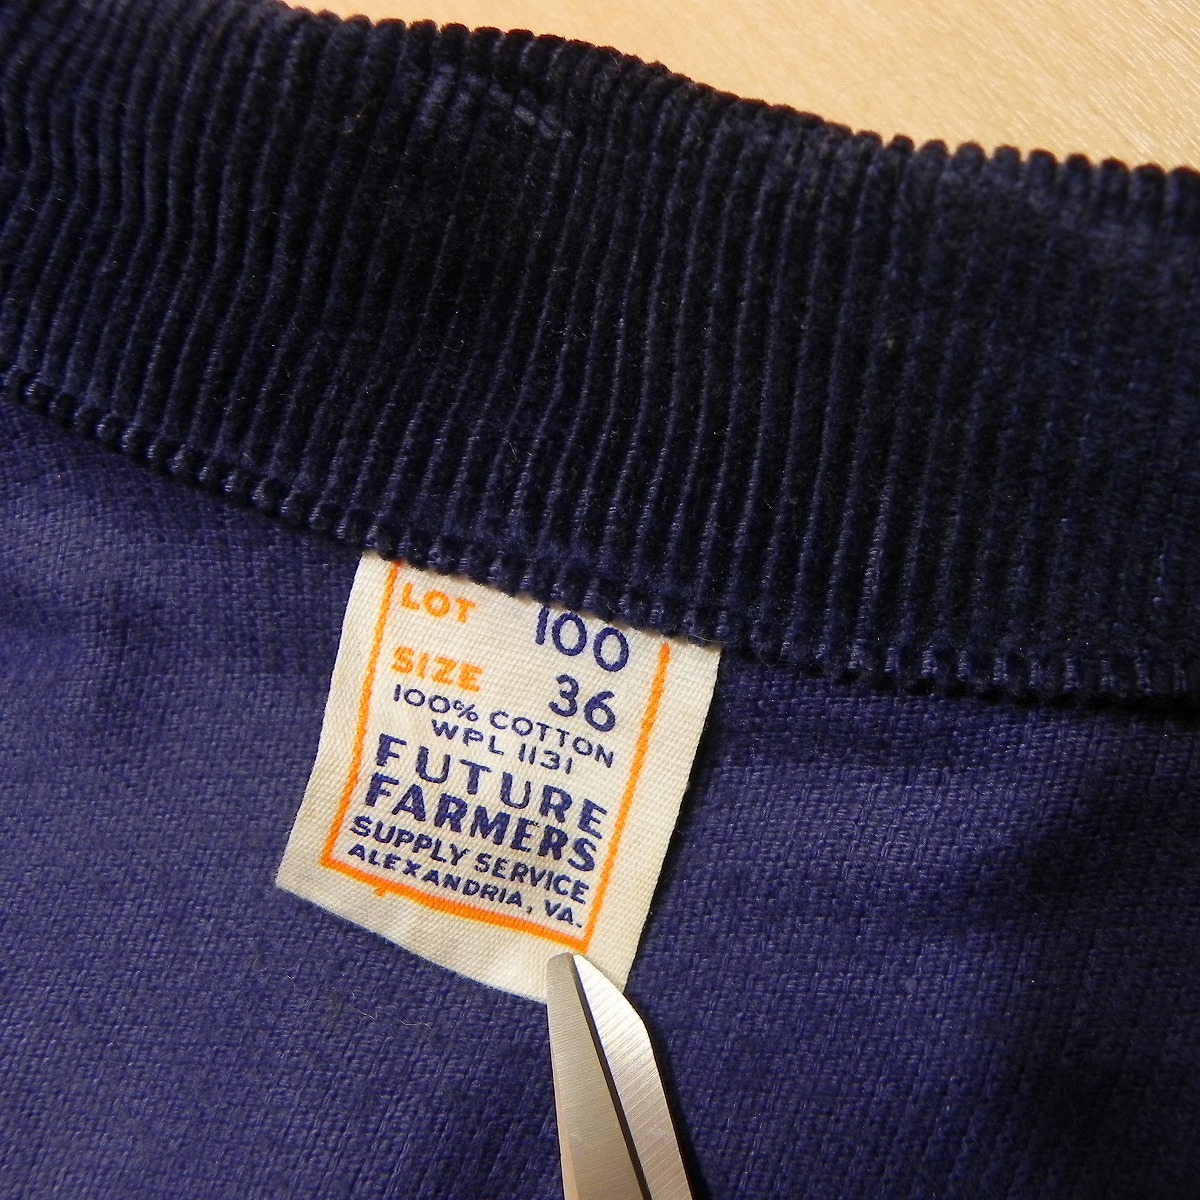 LOT 100
SIZE 36
100% COTTON
WPL 1131
FUTURE
FARMERS
SUPPLY SERVICE
ALEXANDRIA, VA.